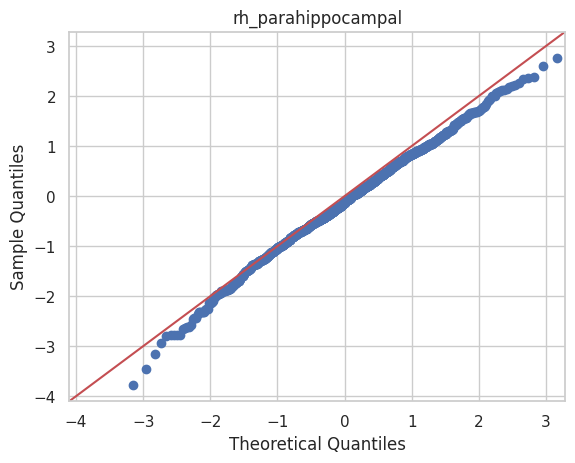 rh_parahippocampal
3
2
1
0
−1
−2
−3
−4
Sample Quantiles
−4 −3 −2 −1 0 1 2 3
Theoretical Quantiles